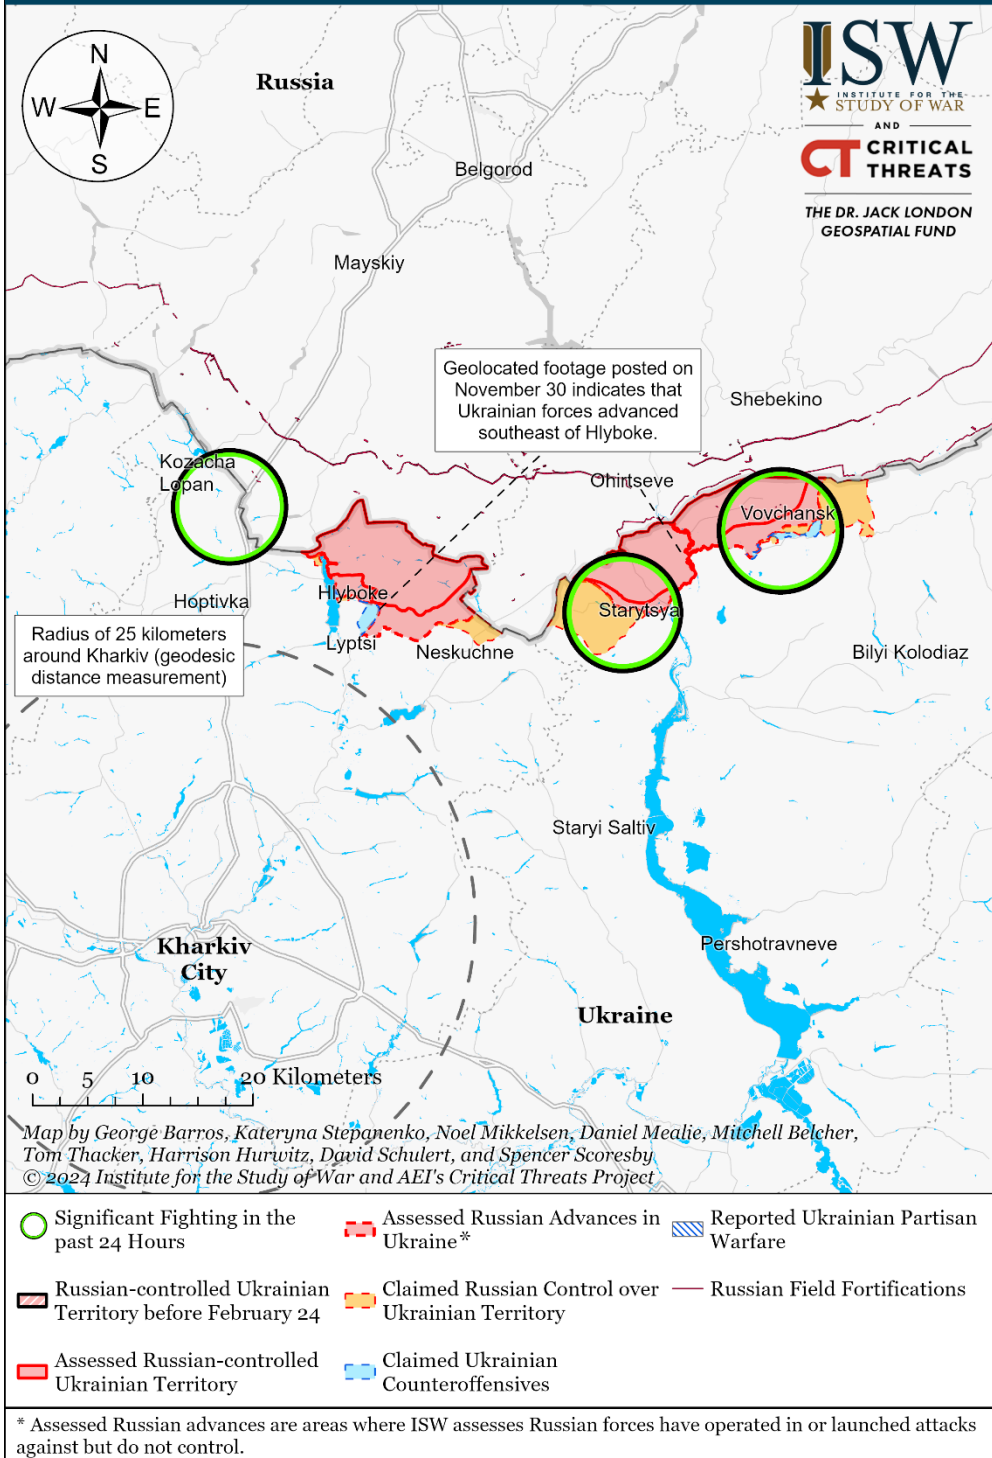 N
W
E
S
Russia
ISW
INSTITUTE FOR THE
STUDY OF WAR
AND
CT CRITICAL
THREATS
THE DR. JACK LONDON
GEOSPATIAL FUND
Belgorod
Mayskiy
Geolocated footage posted on
November 30 indicates that
Ukrainian forces advanced
southeast of Hlyboke.
Shebekino
Kozacha
Lopan
Ohirtseve
Vovchansk
Hoptivka
Hlyboke
Starytsya
Radius of 25 kilometers
around Kharkiv (geodesic
distance measurement)
Lyptsi
Neskuchne
Bilyi Kolodiaz
Staryi Saltiv
Kharkiv
City
Pershotravneve
Ukraine
0 5 10 20 Kilometers
Map by George Barros, Kateryna Stepanenko, Noel Mikkelsen, Daniel Mealie, Mitchell Belcher,
Tom Thacker, Harrison Hurwitz, David Schulert, and Spencer Scoresby
© 2024 Institute for the Study of War and AEI's Critical Threats Project
Significant Fighting in the
past 24 Hours
Assessed Russian Advances in
Ukraine*
Reported Ukrainian Partisan
Warfare
Russian-controlled Ukrainian
Territory before February 24
Claimed Russian Control over
Ukrainian Territory
Russian Field Fortifications
Assessed Russian-controlled
Ukrainian Territory
Claimed Ukrainian
Counteroffensives
* Assessed Russian advances are areas where ISW assesses Russian forces have operated in or launched attacks
against but do not control.